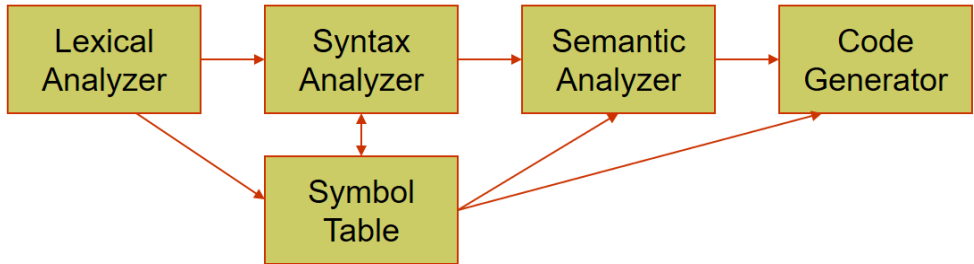 Lexical
Analyzer
Syntax
Analyzer
Semantic
Analyzer
Code
Generator
Symbol
Table